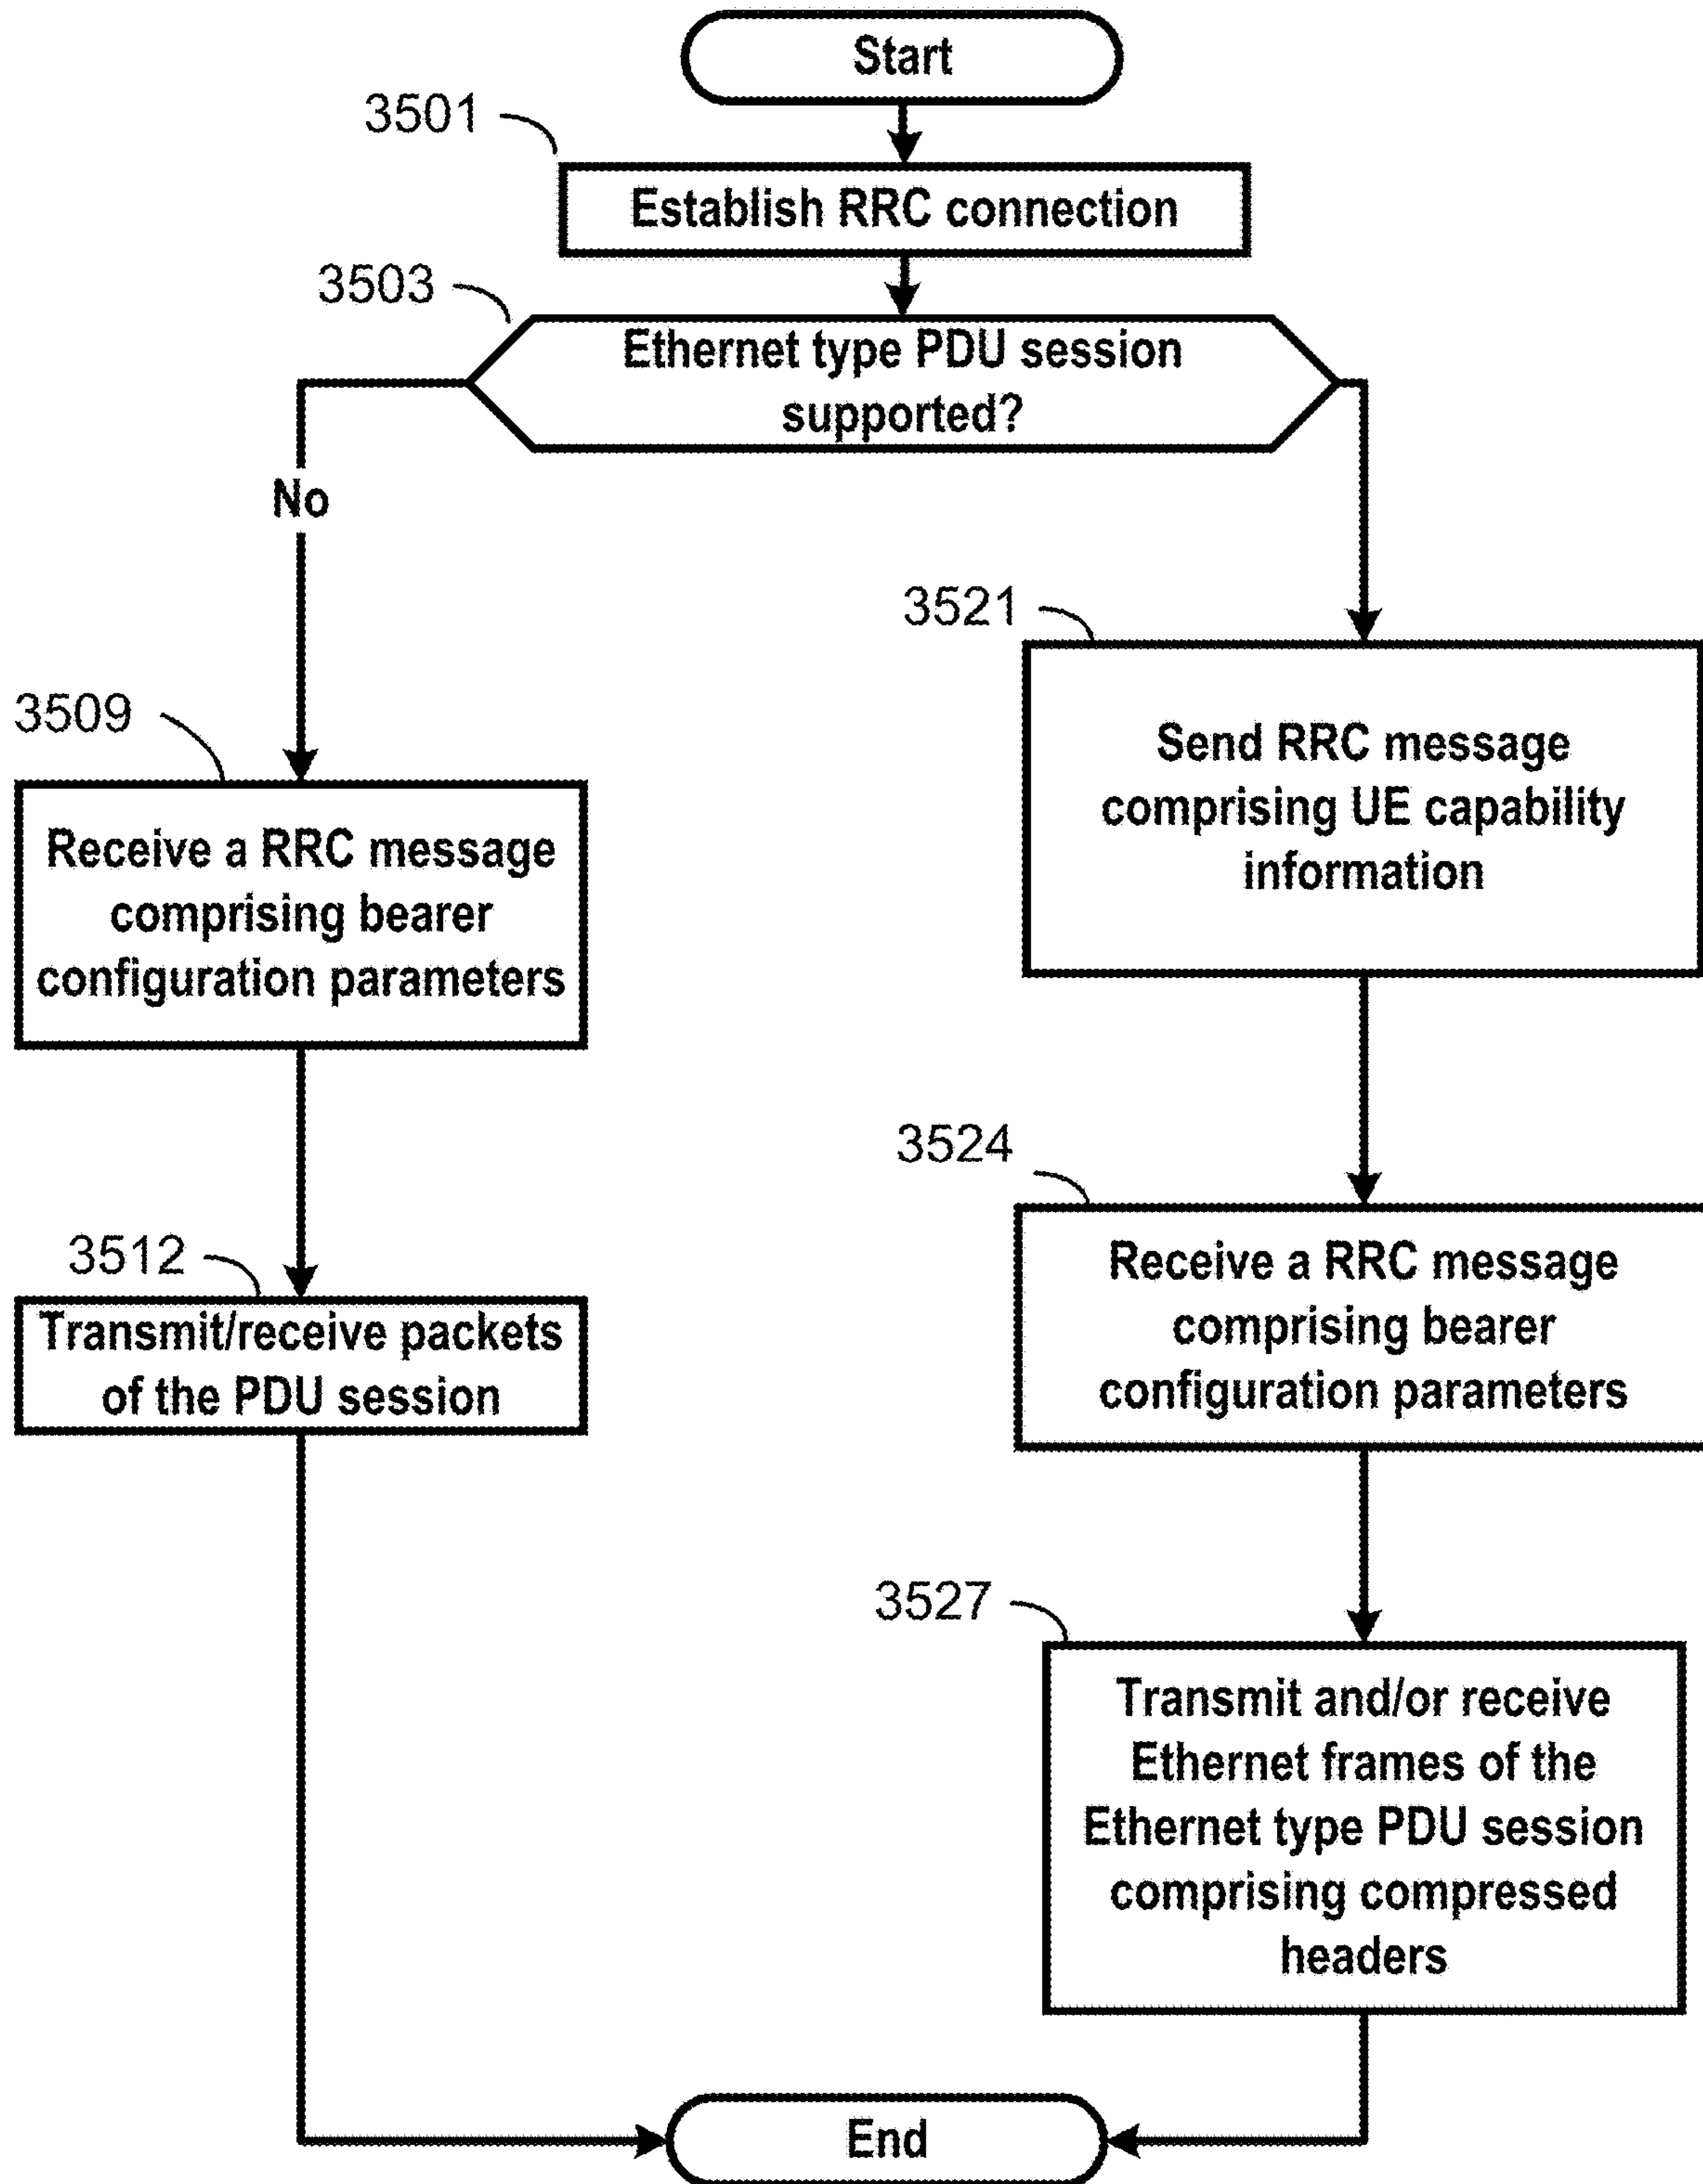 Start
3501
Establish RRC connection
3503
Ethernet type PDU session
supported?
No
3509
Receive a RRC message
comprising bearer
configuration parameters
3512
Transmit/receive packets
of the PDU session
3521
Send RRC message
comprising UE capability
information
3524
Receive a RRC message
comprising bearer
configuration parameters
3527
Transmit and/or receive
Ethernet frames of the
Ethernet type PDU session
comprising compressed
headers
End